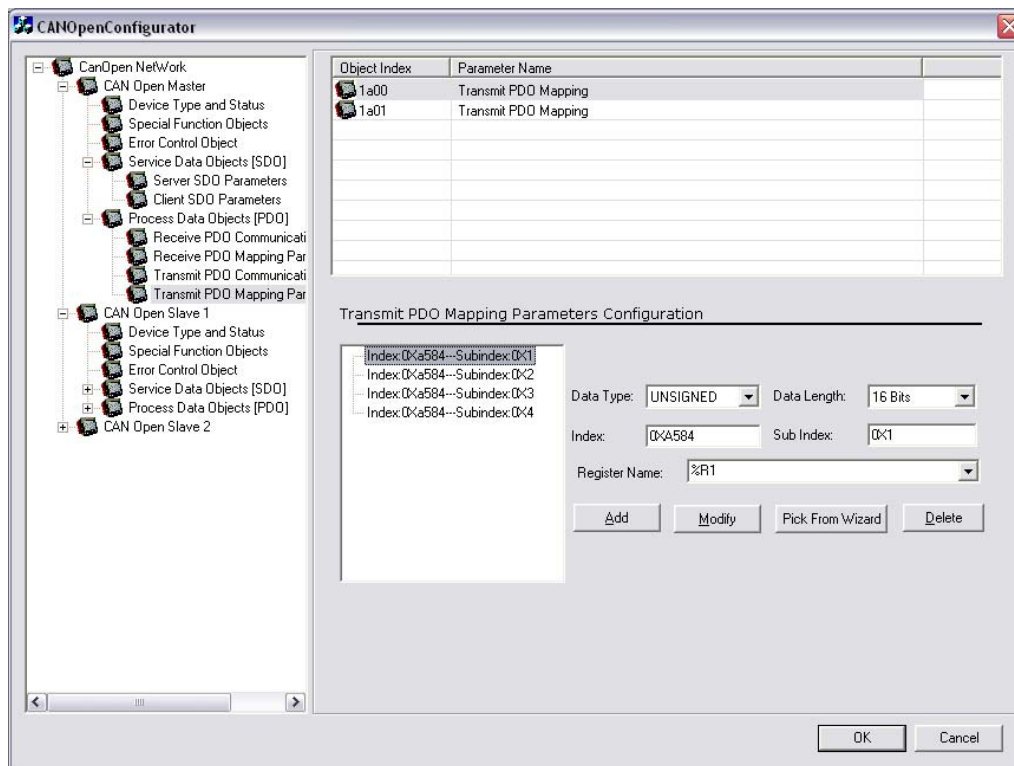 CANOpenConfigurator
CanOpen NetWork
CAN Open Master
Device Type and Status
Special Function Objects
Error Control Object
Service Data Objects [SDO]
Server SDO Parameters
Client SDO Parameters
Process Data Objects [PDO]
Receive PDO Communicati
Receive PDO Mapping Par
Transmit PDO Communicati
Transmit PDO Mapping Par
CAN Open Slave 1
Device Type and Status
Special Function Objects
Error Control Object
Service Data Objects [SDO]
Process Data Objects [PDO]
CAN Open Slave 2
Object Index Parameter Name
1a00 Transmit PDO Mapping
1a01 Transmit PDO Mapping
Transmit PDO Mapping Parameters Configuration
Index:0Xa584---Subindex:0X1
Index:0Xa584---Subindex:0X2
Index:0Xa584---Subindex:0X3
Index:0Xa584---Subindex:0X4
Data Type: UNSIGNED Data Length: 16 Bits
Index: 0XA584 Sub Index: 0X1
Register Name: %R1
Add Modify Pick From Wizard Delete
OK Cancel